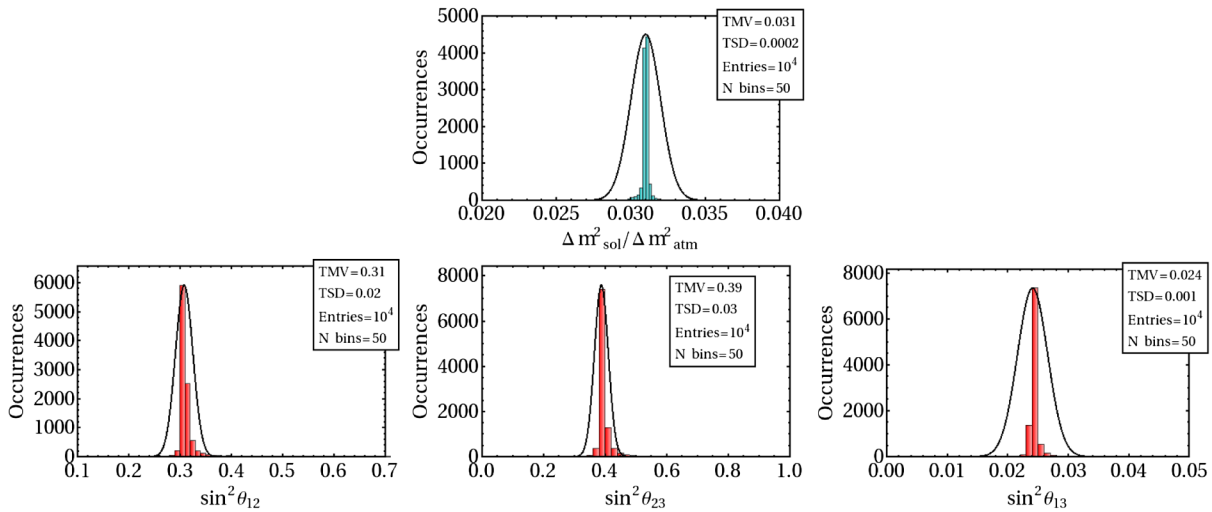 5000
4000
3000
2000
1000
0
Occurrences
TMV=0.031
TSD=0.0002
Entries=10⁴
N bins=50
0.020 0.025 0.030 0.035 0.040
Δ m²sol/Δ m²atm
6000
5000
4000
3000
2000
1000
0
Occurrences
TMV=0.31
TSD=0.02
Entries=10⁴
N bins=50
0.1 0.2 0.3 0.4 0.5 0.6 0.7
sin²θ12
8000
6000
4000
2000
0
Occurrences
TMV=0.39
TSD=0.03
Entries=10⁴
N bins=50
0.0 0.2 0.4 0.6 0.8 1.0
sin²θ23
8000
6000
4000
2000
0
Occurrences
TMV=0.024
TSD=0.001
Entries=10⁴
N bins=50
0.00 0.01 0.02 0.03 0.04 0.05
sin²θ13